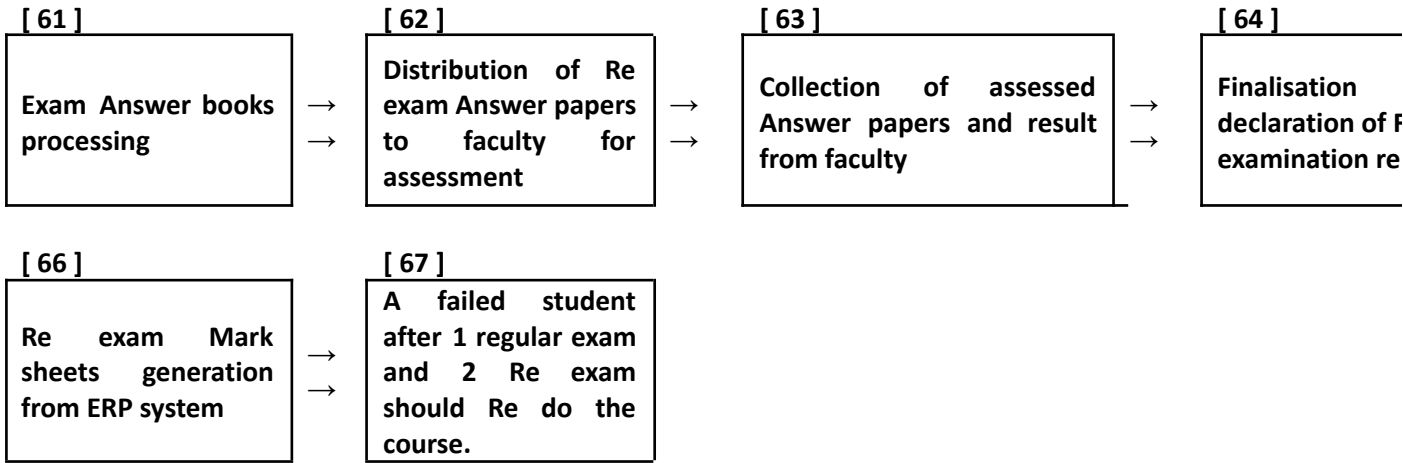 [ 61 ]
Exam Answer books
processing
→
→
[ 62 ]
Distribution of Re
exam Answer papers
to faculty for
assessment
→
→
[ 63 ]
Collection of assessed
Answer papers and result
from faculty
→
→
[ 64 ]
Finalisation
declaration of
examination
[ 66 ]
Re exam Mark
sheets generation
from ERP system
→
→
[ 67 ]
A failed student
after 1 regular exam
and 2 Re exam
should Re do the
course.